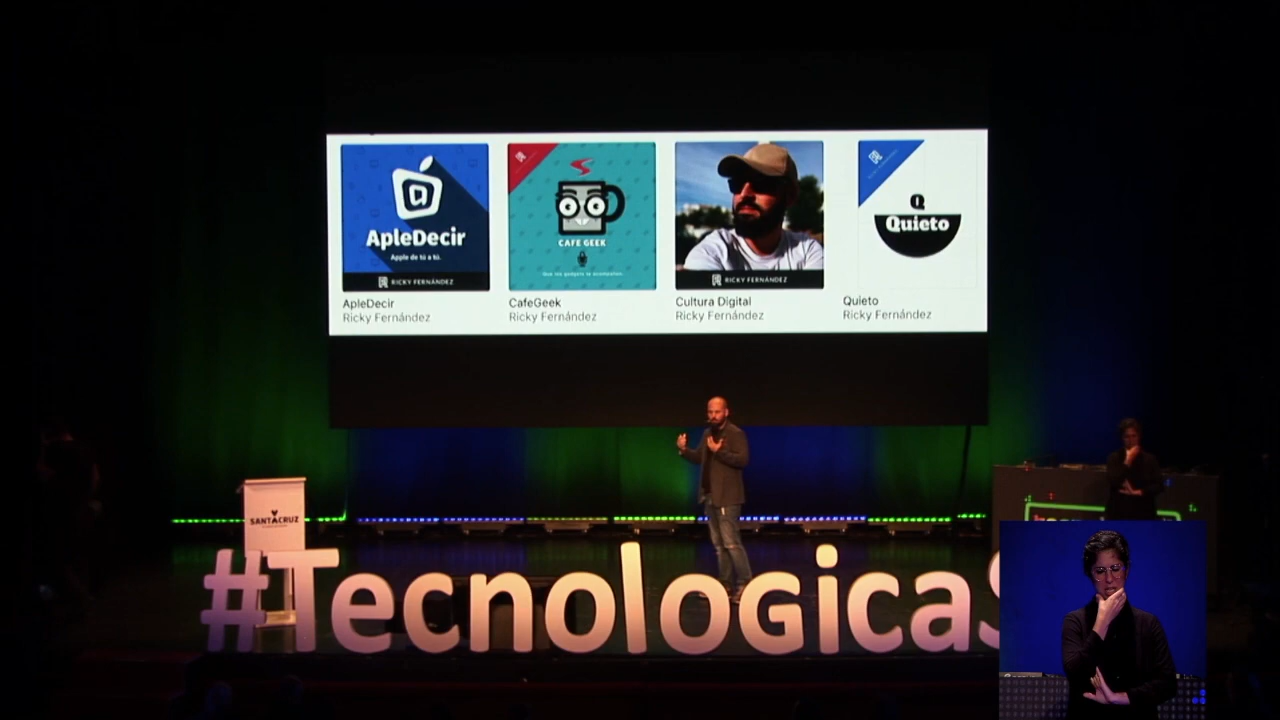 ApleDecir
Apple de tú a tú.
RICKY FERNÁNDEZ
ApleDecir
Ricky Fernández
CAFE GEEK
CafeGeek
Ricky Fernández
RICKY FERNÁNDEZ
Cultura Digital
Ricky Fernández
Q
Quieto
Quieto
Ricky Fernández
SANTACRUZ
#TecnologicaS